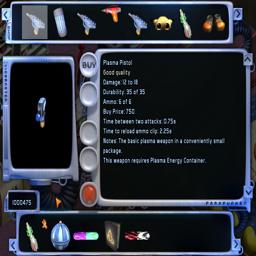 BUY
Plasma Pistol
Good quality
Damage: 12 to 18
Durability: 35 of 35
Ammo: 6 of 6
Buy Price: 750
Time between two attacks: 0.75s
Time to reload ammo clip: 2.25s
Notes: The basic plasma weapon in a conveniently small
package.
This weapon requires Plasma Energy Container.
1000475